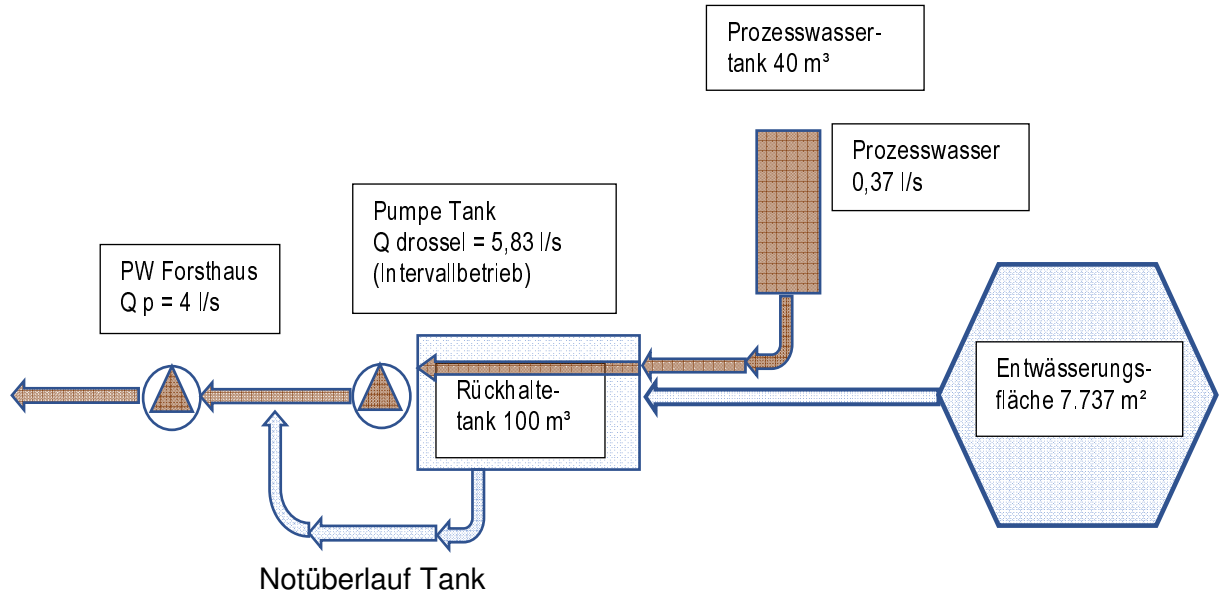 Prozesswasser-
tank 40 m³
Prozesswasser
0,37 l/s
Pumpe Tank
Q drossel = 5,83 l/s
(Intervallbetrieb)
PW Forsthaus
Q p = 4 l/s
Rückhalte-
tank 100 m³
Entwässerungs-
fläche 7.737 m²
Notüberlauf Tank